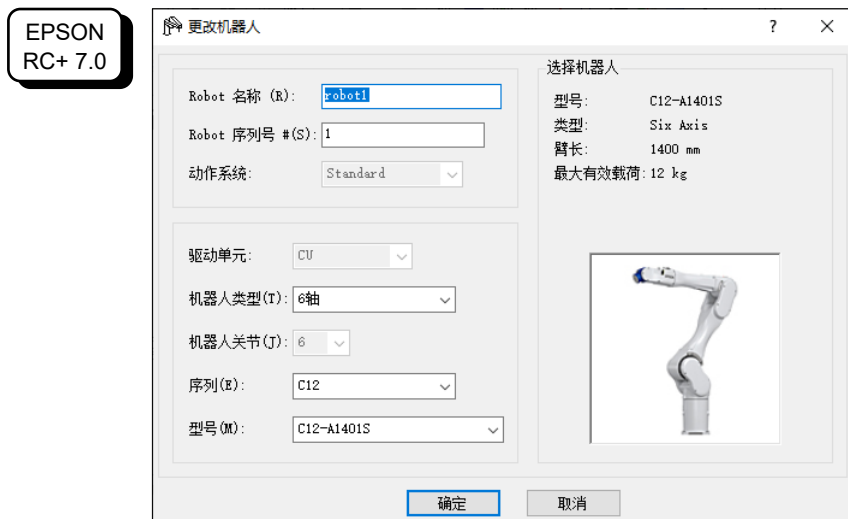 EPSON
RC+ 7.0
更改机器人
?
Robot 名称 (R):
robot1
Robot 序列号 #(S):
1
动作系统:
Standard
驱动单元:
CU
机器人类型(T):
6轴
机器人关节(J):
6
序列(E):
C12
型号(M):
C12-A1401S
选择机器人
型号:
C12-A1401S
类型:
Six Axis
臂长:
1400 mm
最大有效载荷:
12 kg
确定
取消